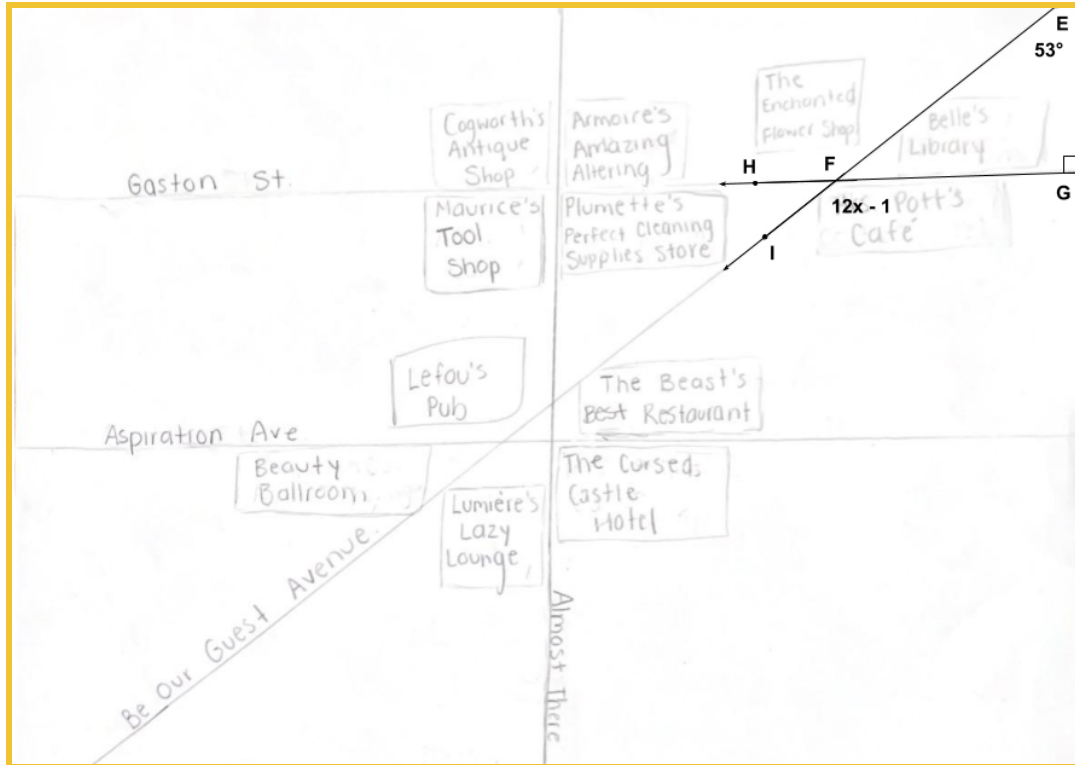 E
53°
The
Enchanted
Flower Shop
Cogworth's
Antique
Shop
Armoire's
Amazing
Altering
Belle's
Library
H
F
G
Gaston St.
Maurice's
Tool
Shop
Plumette's
Perfect Cleaning
Supplies Store
12x - 1
Pott's
Café
I
Lefou's
Pub
The Beast's
Best Restaurant
Aspiration Ave
Beauty
Ballroom
The Cursed
Castle
Hotel
Lumière's
Lazy
Lounge
Be Our Guest Avenue.
Almost There